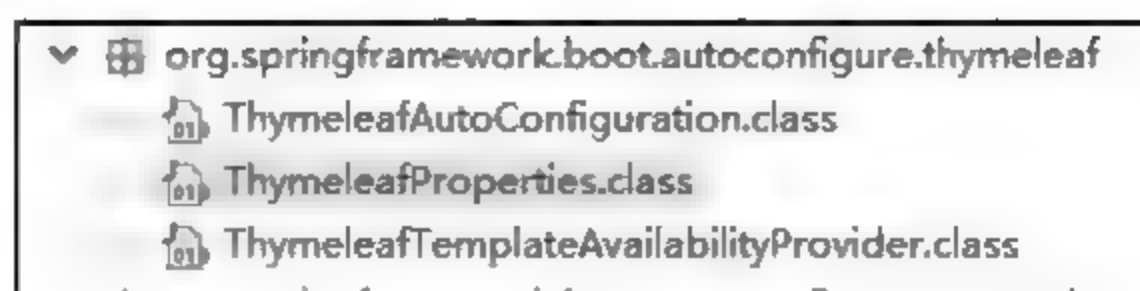 org.springframework.boot.autoconfigure.thymeleaf
ThymeleafAutoConfiguration.class
ThymeleafProperties.class
ThymeleafTemplateAvailabilityProvider.class